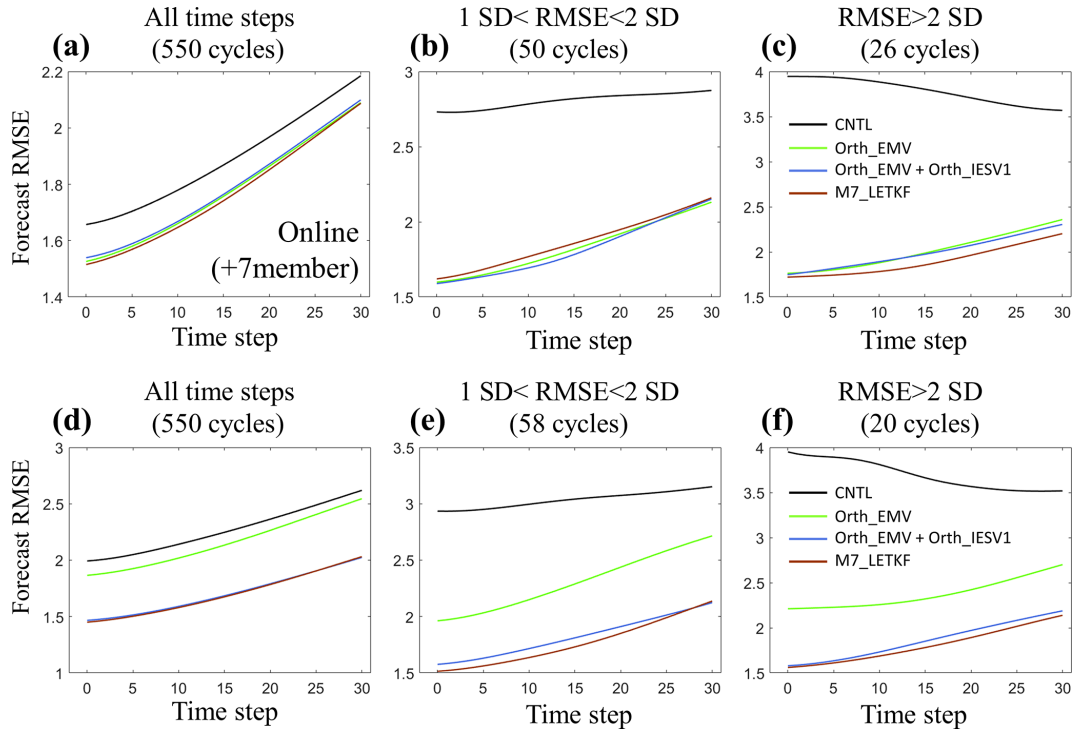 (a)
All time steps
(550 cycles)
Forecast RMSE
2.2
2
1.8
1.6
1.4
0 5 10 15 20 25 30
Time step
Online
(+7member)
(b)
1 SD< RMSE<2 SD
(50 cycles)
3
2.5
2
1.5
0 5 10 15 20 25 30
Time step
(c)
RMSE>2 SD
(26 cycles)
4
3.5
3
2.5
2
1.5
CNTL
Orth_EMV
Orth_EMV + Orth_IESV1
M7_LETKF
0 5 10 15 20 25 30
Time step
(d)
All time steps
(550 cycles)
Forecast RMSE
3
2.5
2
1.5
1
0 5 10 15 20 25 30
Time step
(e)
1 SD< RMSE<2 SD
(58 cycles)
3.5
3
2.5
2
1.5
0 5 10 15 20 25 30
Time step
(f)
RMSE>2 SD
(20 cycles)
4
3.5
3
2.5
2
1.5
CNTL
Orth_EMV
Orth_EMV + Orth_IESV1
M7_LETKF
0 5 10 15 20 25 30
Time step